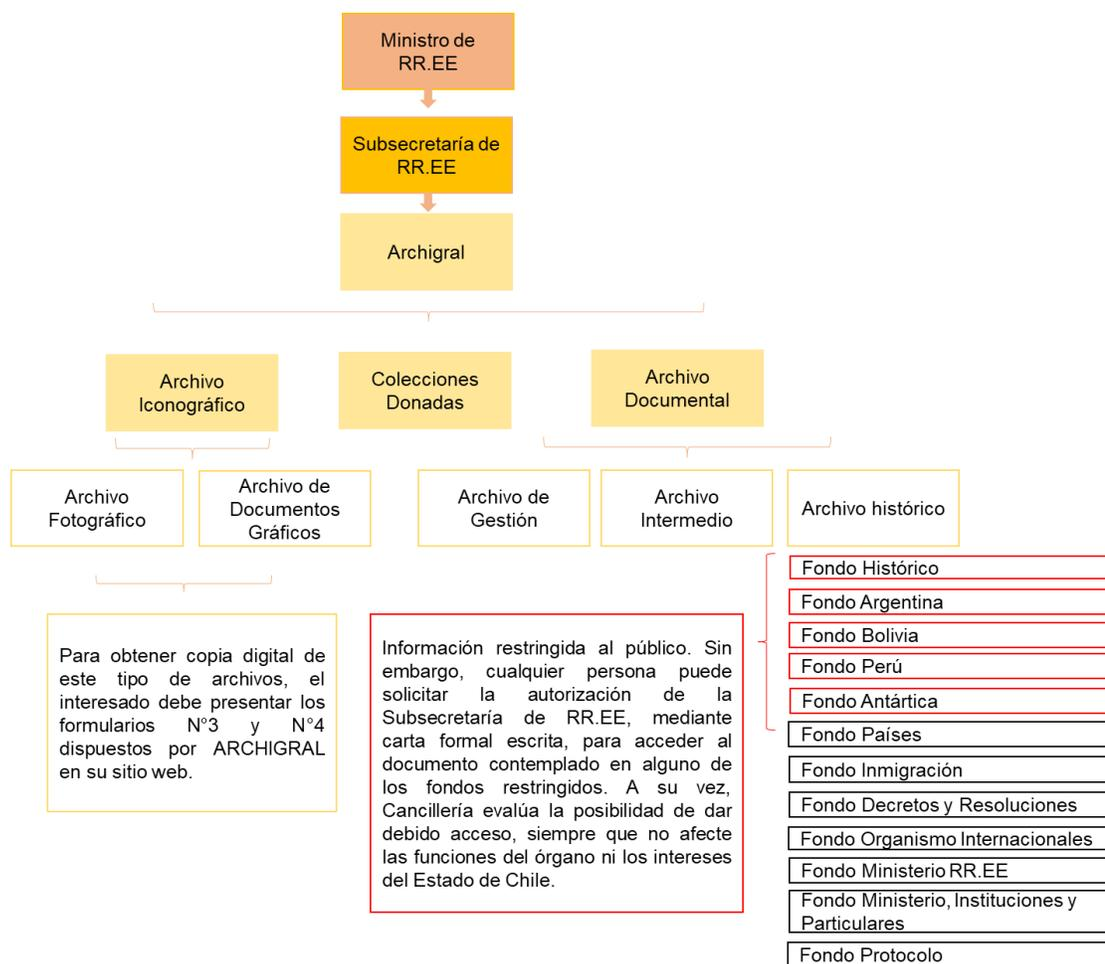 Ministro de
RR.EE
Subsecretaría de
RR.EE
Archigral
Archivo
Iconográfico
Colecciones
Donadas
Archivo
Documental
Archivo
Fotográfico
Archivo de
Documentos
Gráficos
Archivo de
Gestión
Archivo
Intermedio
Archivo histórico
Para obtener copia digital de
este tipo de archivos, el
interesado debe presentar los
formularios N°3 y N°4
dispuestos por ARCHIGRAL
en su sitio web.
Información restringida al público. Sin
embargo, cualquier persona puede
solicitar la autorización de la
Subsecretaría de RR.EE, mediante
carta formal escrita, para acceder al
documento contemplado en alguno de
los fondos restringidos. A su vez,
Cancillería evalúa la posibilidad de dar
debido acceso, siempre que no afecte
las funciones del órgano ni los intereses
del Estado de Chile.
Fondo Histórico
Fondo Argentina
Fondo Bolivia
Fondo Perú
Fondo Antártica
Fondo Países
Fondo Inmigración
Fondo Decretos y Resoluciones
Fondo Organismo Internacionales
Fondo Ministerio RR.EE
Fondo Ministerio, Instituciones y
Particulares
Fondo Protocolo